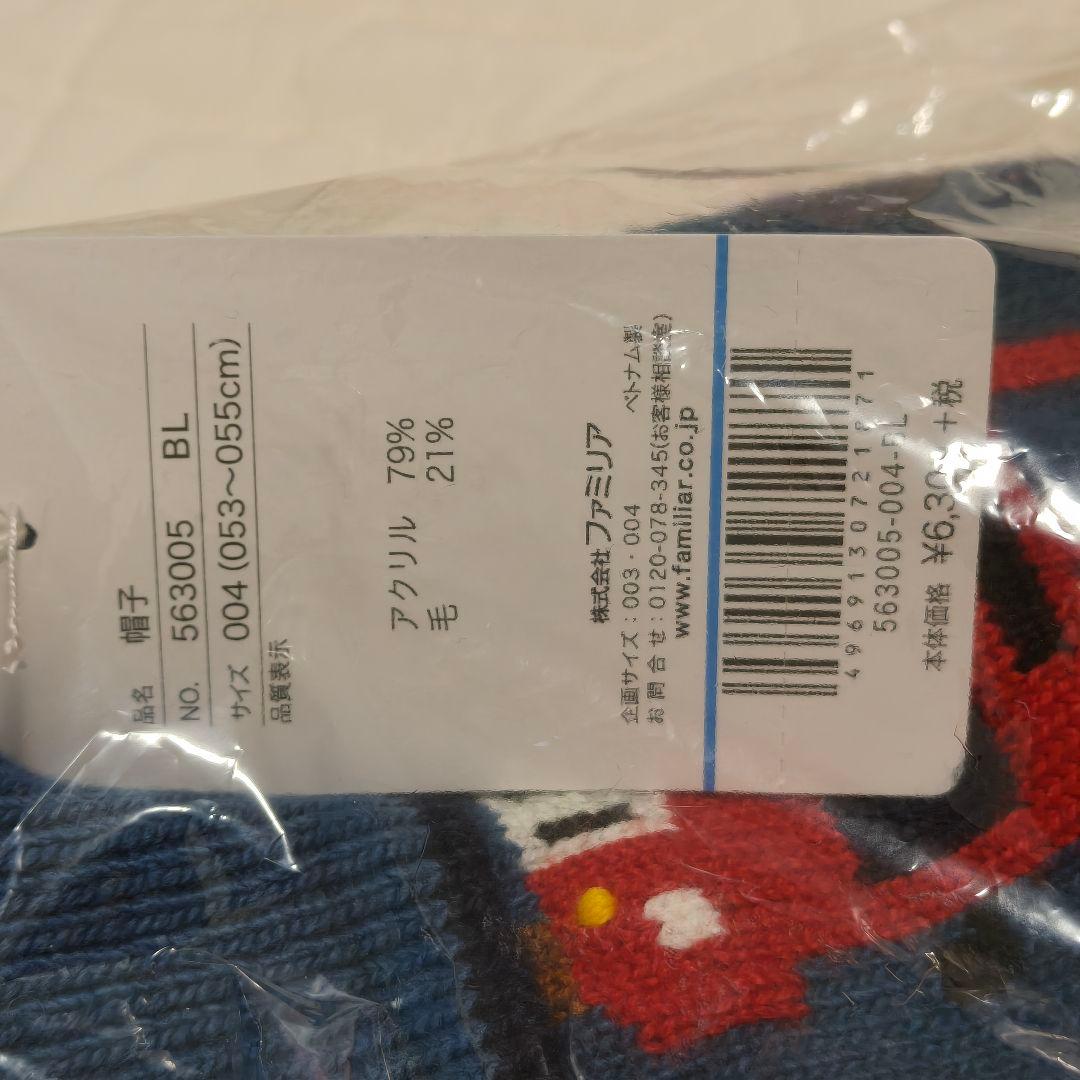 品名 帽子
NO. 563005 BL
サイズ 004 (053～055cm)
品質表示
アクリル 79%
毛 21%
株式会社ファミリア
企画サイズ：003・004 ベトナム製
お問合せ：0120-078-345(お客様相談室)
www.familiar.co.jp
563005-004-BL
本体価格 +税